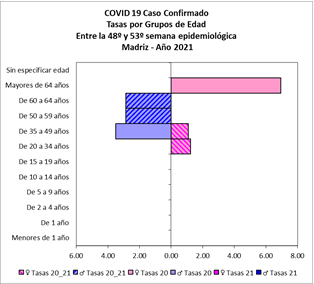 COVID 19 Caso Confirmado
Tasas por Grupos de Edad
Entre la 48º y 53º semana epidemiológica
Madriz - Año 2021
Sin especificar edad
Mayores de 64 años
De 60 a 64 años
De 50 a 59 años
De 35 a 49 años
De 20 a 34 años
De 15 a 19 años
De 10 a 14 años
De 5 a 9 años
De 2 a 4 años
De 1 año
Menores de 1 año
6.00 4.00 2.00 0.00 2.00 4.00 6.00 8.00
♀ Tasas 20_21 ♂ Tasas 20_21 ♀ Tasas 20 ♂ Tasas 20 ♀ Tasas 21 ♂ Tasas 21